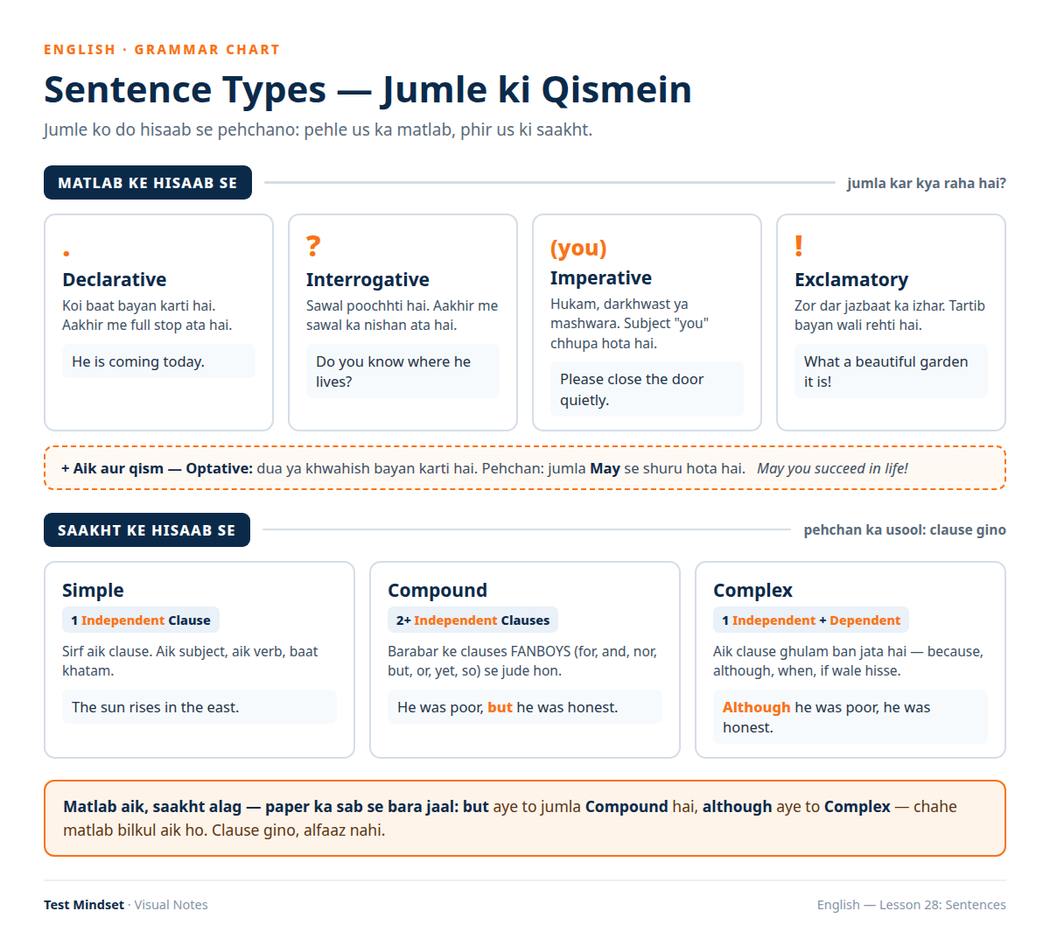 ENGLISH · GRAMMAR CHART
Sentence Types — Jumle ki Qismein
Jumle ko do hisaab se pehchano: pehle us ka matlab, phir us ki saakht.
MATLAB KE HISAAB SE
jumla kar kya raha hai?
.
Declarative
Koi baat bayan karti hai.
Aakhir me full stop ata hai.
He is coming today.
?
Interrogative
Sawal poochhti hai. Aakhir me
sawal ka nishan ata hai.
Do you know where he
lives?
(you)
Imperative
Hukam, darkhwast ya
mashwara. Subject "you"
chhupa hota hai.
Please close the door
quietly.
!
Exclamatory
Zor dar jazbaat ka izhar. Tartib
bayan wali rehti hai.
What a beautiful garden
it is!
+ Aik aur qism — Optative: dua ya khwahish bayan karti hai. Pehchan: jumla May se shuru hota hai. May you succeed in life!
SAAKHT KE HISAAB SE
pehchan ka usool: clause gino
Simple
1 Independent Clause
Sirf aik clause. Aik subject, aik verb, baat
khatam.
The sun rises in the east.
Compound
2+ Independent Clauses
Barabar ke clauses FANBOYS (for, and, nor,
but, or, yet, so) se jude hon.
He was poor, but he was honest.
Complex
1 Independent + Dependent
Aik clause ghulam ban jata hai — because,
although, when, if wale hisse.
Although he was poor, he was
honest.
Matlab aik, saakht alag — paper ka sab se bara jaal: but aye to jumla Compound hai, although aye to Complex — chahe
matlab bilkul aik ho. Clause gino, alfaaz nahi.
Test Mindset · Visual Notes
English — Lesson 28: Sentences